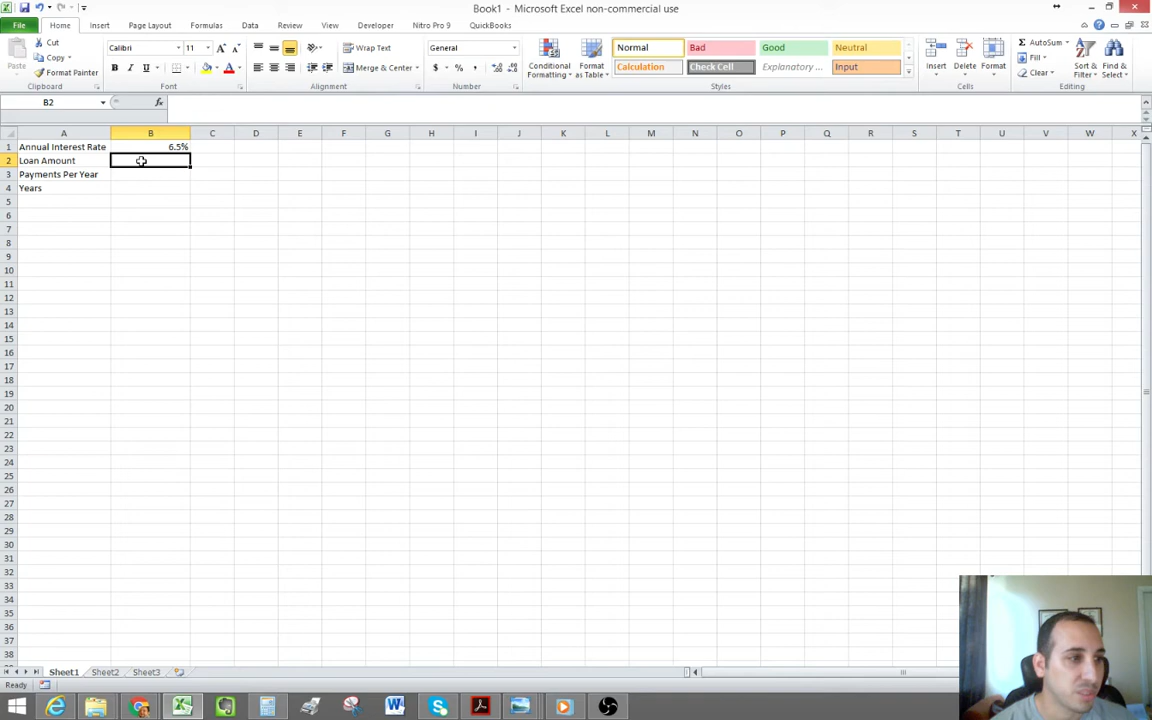 Book1 - Microsoft Excel non-commercial use
File Home Insert Page Layout Formulas Data Review View Developer Nitro Pro 9 QuickBooks
Paste
Cut
Copy
Format Painter
Clipboard
Calibri 11
B I U
Font
Wrap Text
Merge & Center
Alignment
General
$ % ,
Number
Conditional Formatting
Format as Table
Normal Bad Good Neutral
Calculation Check Cell Explanatory ... Input
Styles
Insert Delete Format
Cells
AutoSum
Fill
Clear
Sort & Filter
Find & Select
Editing
B2 fx
A B C D E F G H I J K L M N O P Q R S T U V W X
1 Annual Interest Rate 6.5%
2 Loan Amount
3 Payments Per Year
4 Years
5
6
7
8
9
10
11
12
13
14
15
16
17
18
19
20
21
22
23
24
25
26
27
28
29
30
31
32
33
34
35
36
37
38
Sheet1 Sheet2 Sheet3
Ready